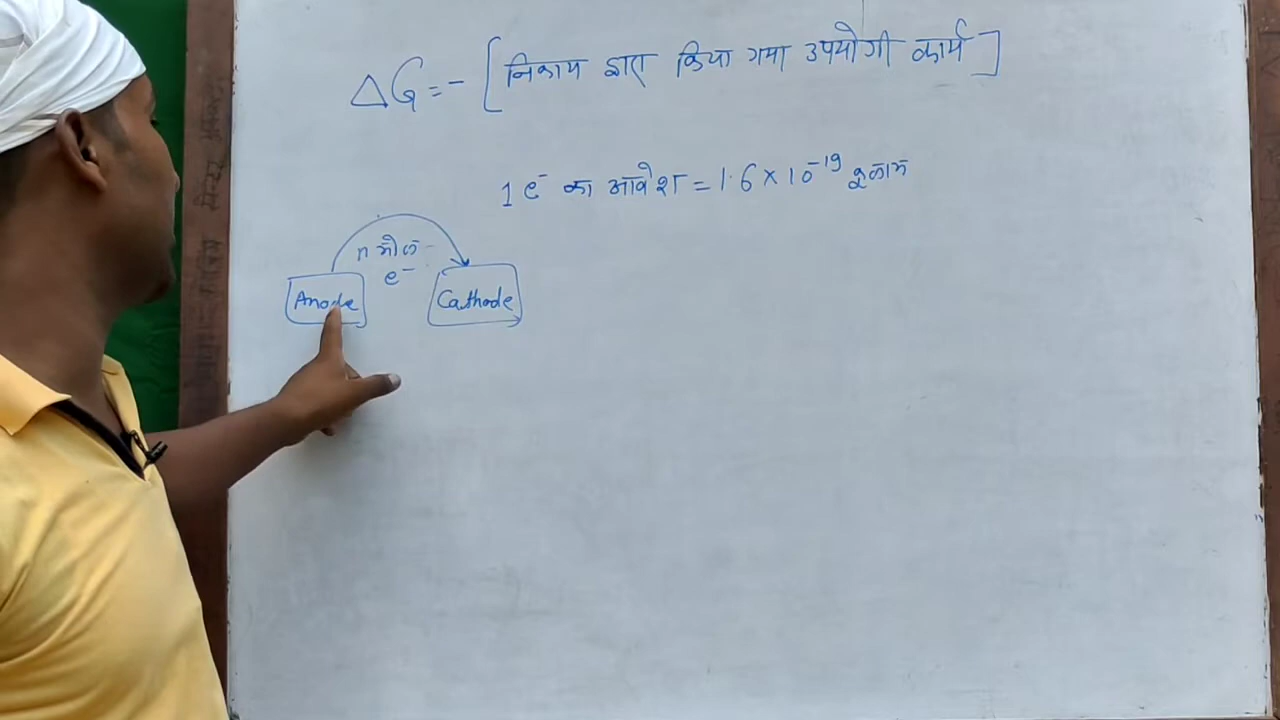 ΔG = - [निकाय द्वारा किया गया उपयोगी कार्य]
1 e⁻ का आवेश = 1.6 × 10⁻¹⁹ कूलाम
n मोल
e⁻
Anode Cathode